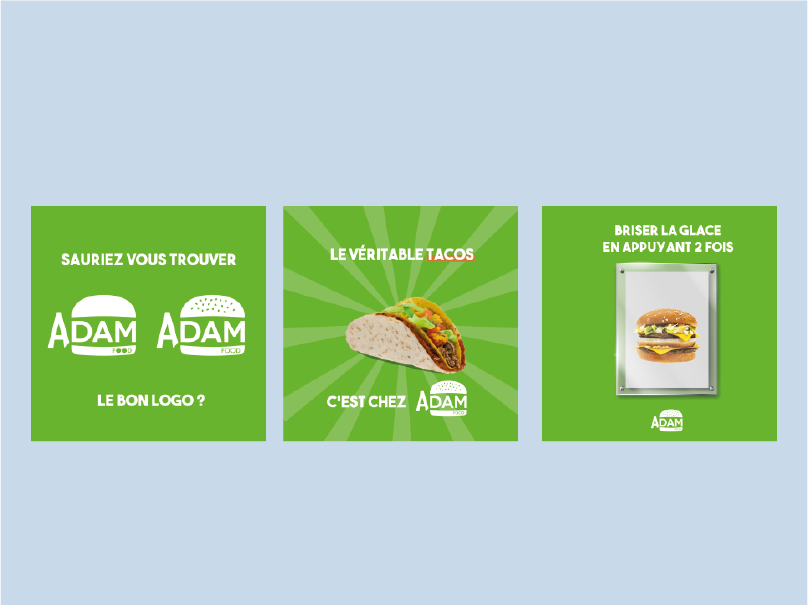 SAURIEZ VOUS TROUVER
ADAM FOOD
ADAM FOOD
LE BON LOGO ?
LE VÉRITABLE TACOS
C'EST CHEZ ADAM FOOD
BRISER LA GLACE
EN APPUYANT 2 FOIS
ADAM